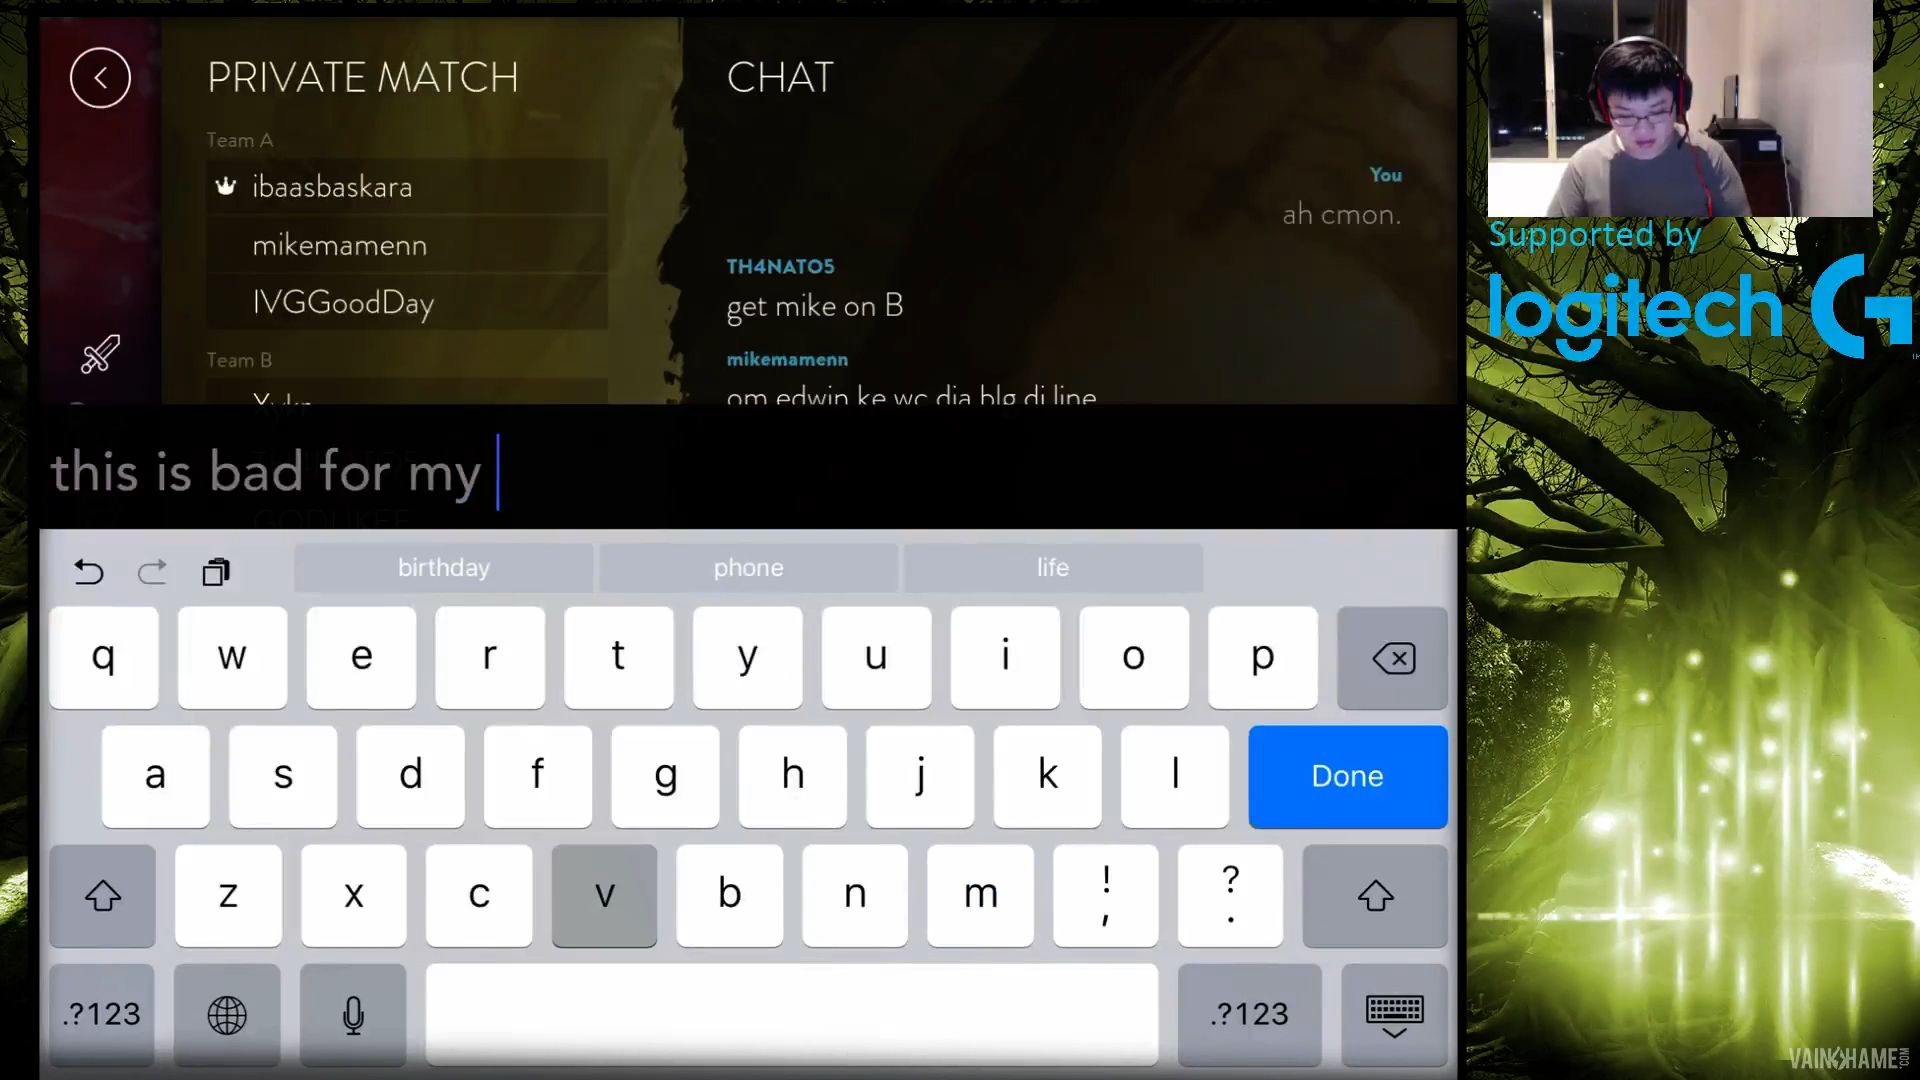 PRIVATE MATCH
Team A
ibaasbaskara
mikemamenn
IVGGoodDay
Team B
CHAT
You
ah cmon.
TH4NATO5
get mike on B
mikemamenn
om edwin ke wc dia blg di line
this is bad for my
birthday phone life
q w e r t y u i o p
a s d f g h j k l Done
z x c v b n m ! , ? .
.?123 .?123
Supported by
logitech G
VAINGHAME.COM